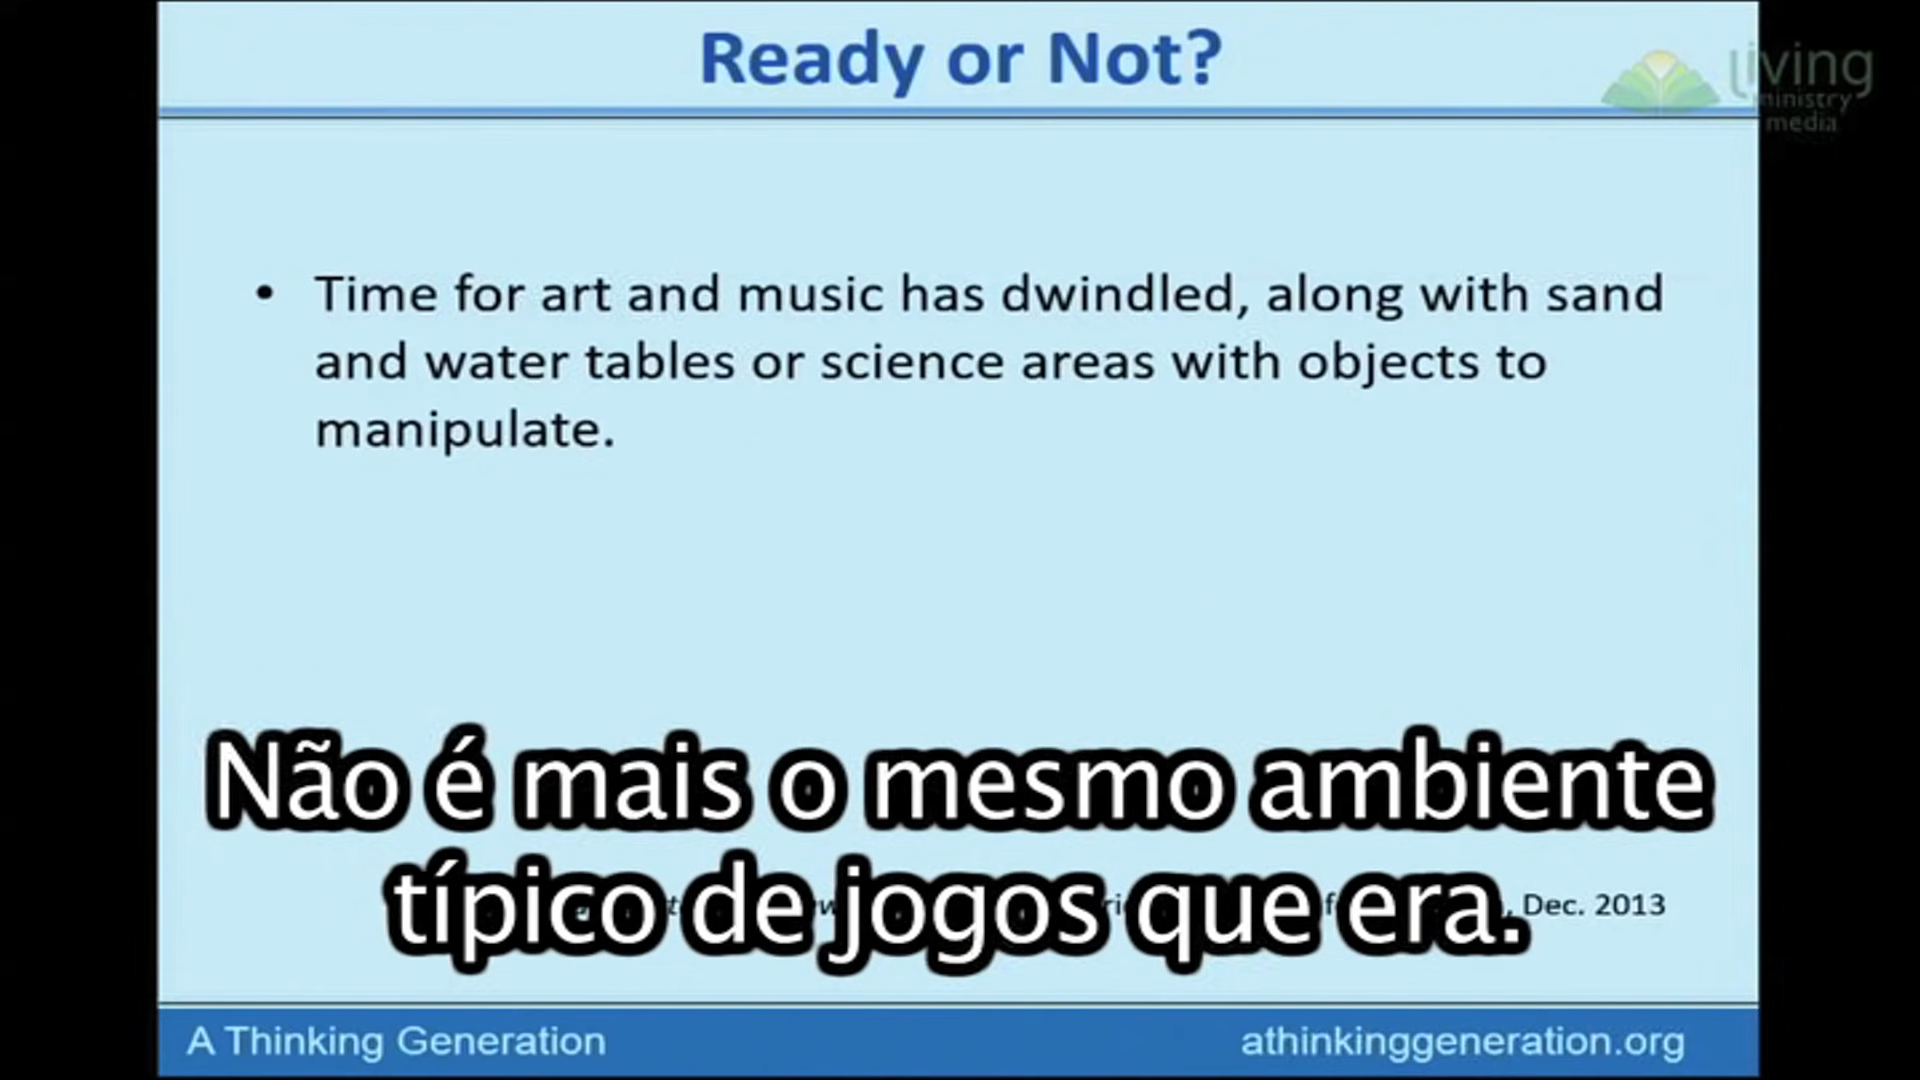 Ready or Not?
living
ministry
media
• Time for art and music has dwindled, along with sand
and water tables or science areas with objects to
manipulate.
Não é mais o mesmo ambiente
típico de jogos que era.
Dec. 2013
A Thinking Generation
athinkinggeneration.org